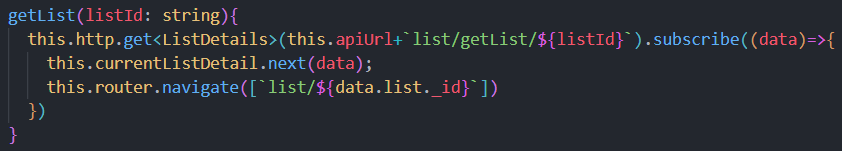 getList(listId: string){
this.http.get<ListDetails>(this.apiUrl+`list/getList/${listId}`).subscribe((data)=>{
this.currentListDetail.next(data);
this.router.navigate([`list/${data.list._id}`])
})
}